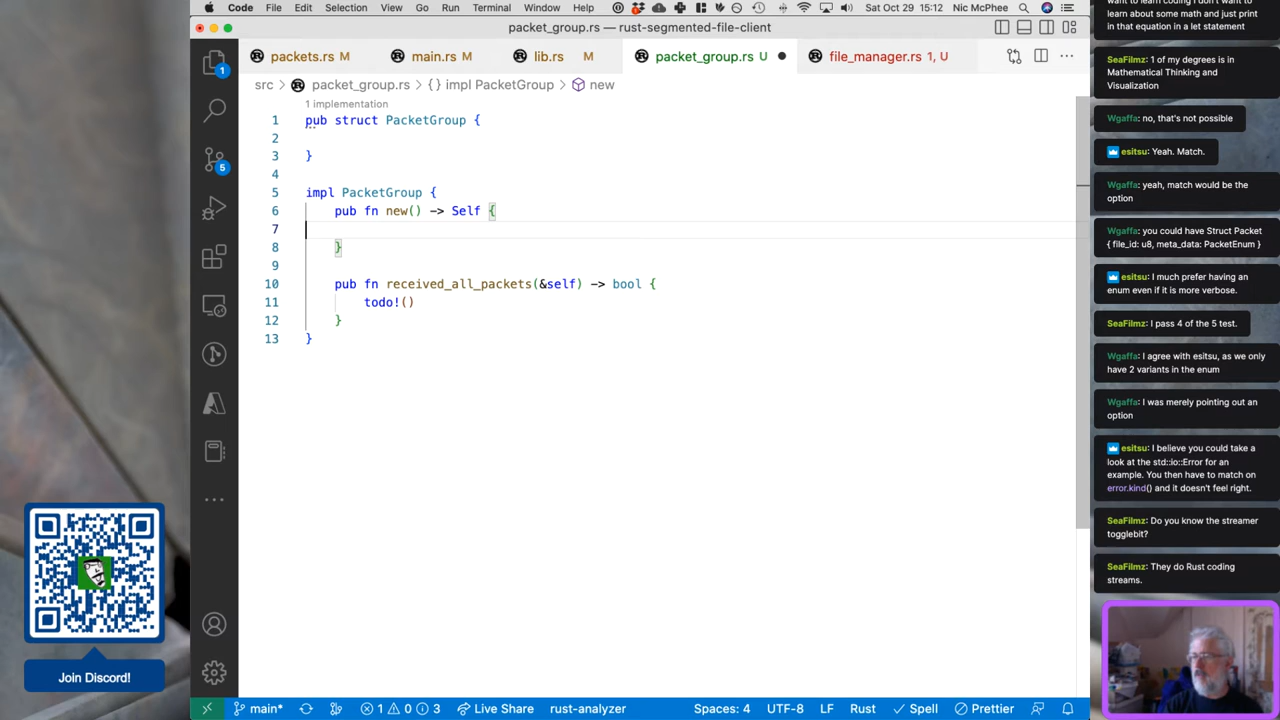 Code File Edit Selection View Go Run Terminal Window Help Sat Oct 29 15:12 Nic McPhee
packet_group.rs — rust-segmented-file-client
packets.rs M main.rs M lib.rs M packet_group.rs U file_manager.rs 1, U
src > packet_group.rs > {} impl PacketGroup > new
1 implementation
1 pub struct PacketGroup {
2
3 }
4
5 impl PacketGroup {
6 pub fn new() -> Self {
7
8 }
9
10 pub fn received_all_packets(&self) -> bool {
11 todo!()
12 }
13 }
1
5
Join Discord!
main* 1 0 3 Live Share rust-analyzer Spaces: 4 UTF-8 LF Rust Spell Prettier
want to learn coding I don't want to
learn about some math and just print
in that equation in a let statement
SeaFilmz: 1 of my degrees is in
Mathematical Thinking and
Visualization
Wgaffa: no, that's not possible
esitsu: Yeah. Match.
Wgaffa: yeah, match would be the
option
Wgaffa: you could have Struct Packet
{ file_id: u8, meta_data: PacketEnum }
esitsu: I much prefer having an
enum even if it is more verbose.
SeaFilmz: I pass 4 of the 5 test.
Wgaffa: I agree with esitsu, as we only
have 2 variants in the enum
Wgaffa: I was merely pointing out an
option
esitsu: I believe you could take a
look at the std::io::Error for an
example. You then have to match on
error.kind() and it doesn't feel right.
SeaFilmz: Do you know the streamer
togglebit?
SeaFilmz: They do Rust coding
streams.